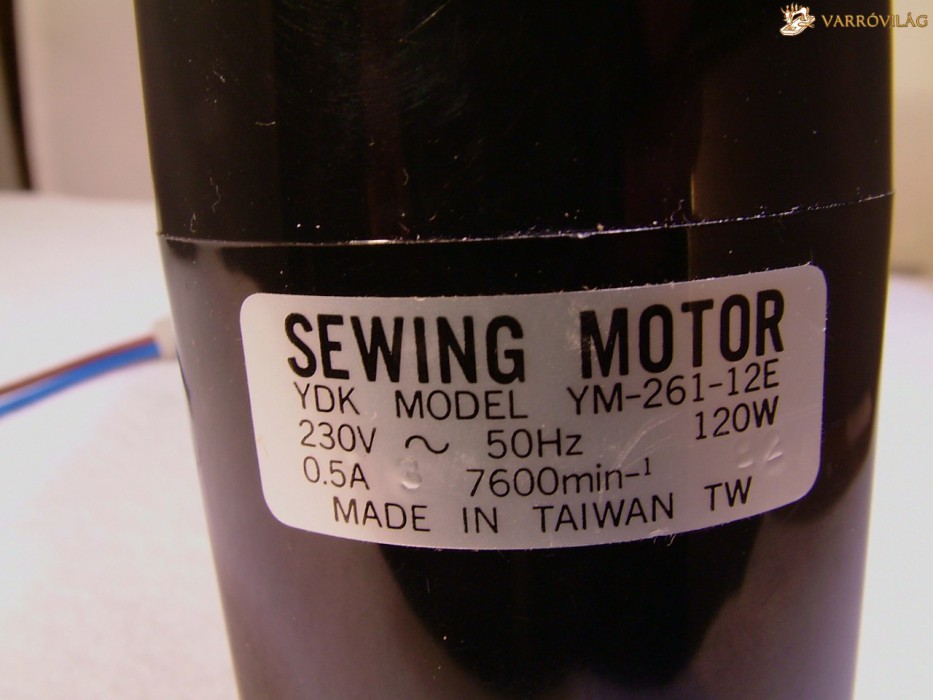 VARRÓVILÁG
SEWING MOTOR
YDK MODEL YM-261-12E
230V ~ 50Hz 120W
0.5A 7600min-¹
MADE IN TAIWAN TW